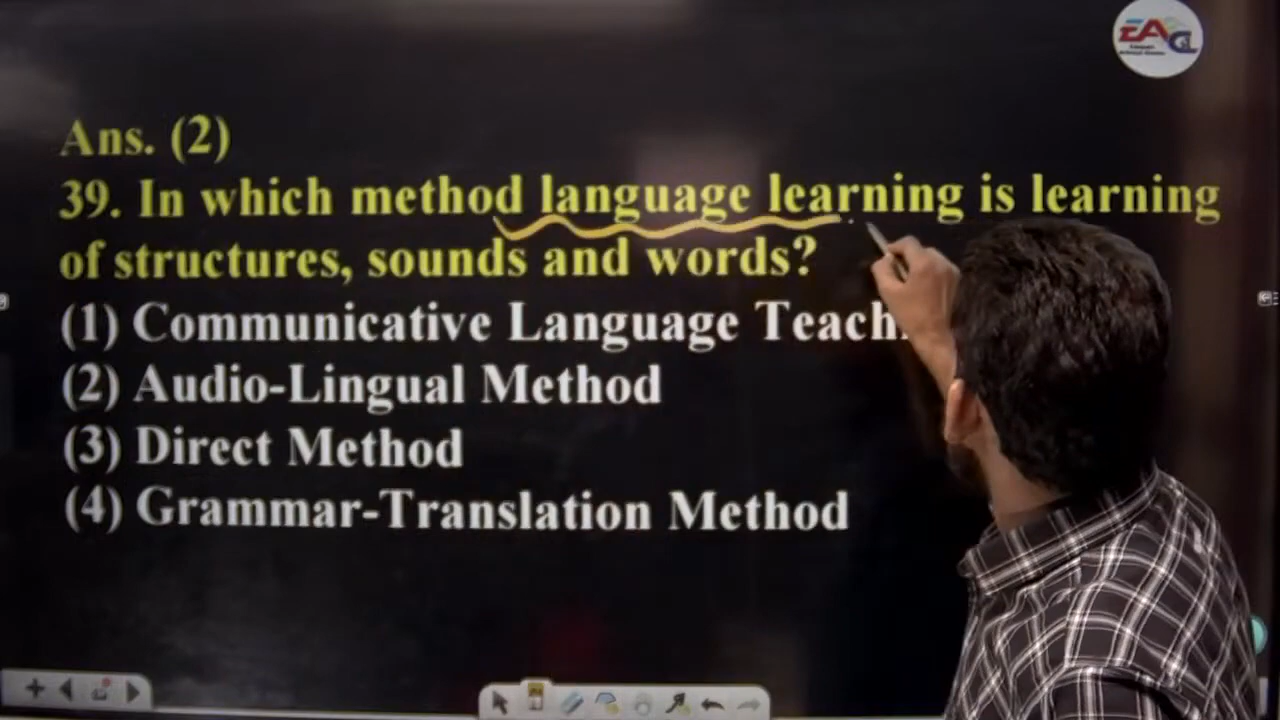 Ans. (2)
39. In which method language learning is learning
of structures, sounds and words?
(1) Communicative Language
(2) Audio-Lingual Method
(3) Direct Method
(4) Grammar-Translation Method